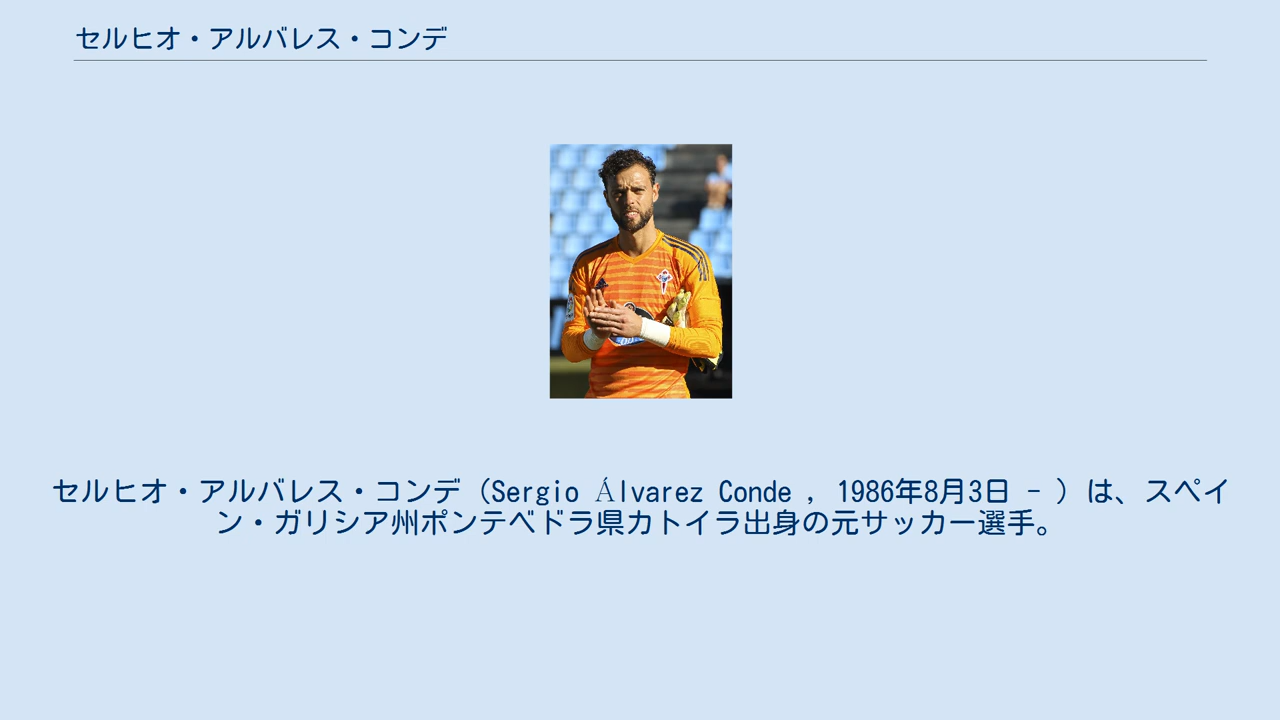 セルヒオ・アルバレス・コンデ
セルヒオ・アルバレス・コンデ（Sergio Álvarez Conde , 1986年8月3日 - ）は、スペイ
ン・ガリシア州ポンテベドラ県カトイラ出身の元サッカー選手。